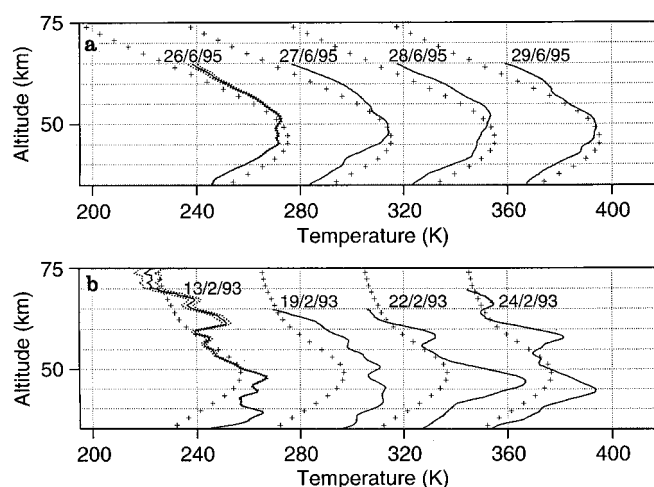 75
a
26/6/95 27/6/95 28/6/95 29/6/95
50
Altitude (km)
200 240 280 320 360 400
Temperature (K)
75
b
13/2/93 19/2/93 22/2/93 24/2/93
50
Altitude (km)
200 240 280 320 360 400
Temperature (K)